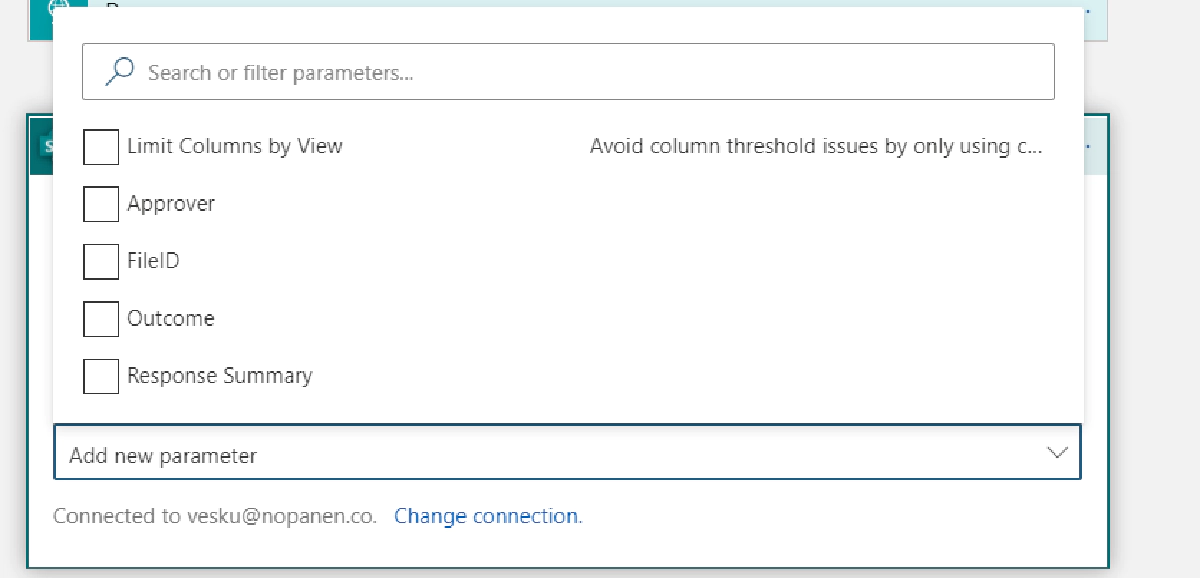 Search or filter parameters...
Limit Columns by View Avoid column threshold issues by only using c...
Approver
FileID
Outcome
Response Summary
Add new parameter
Connected to vesku@nopanen.co. Change connection.